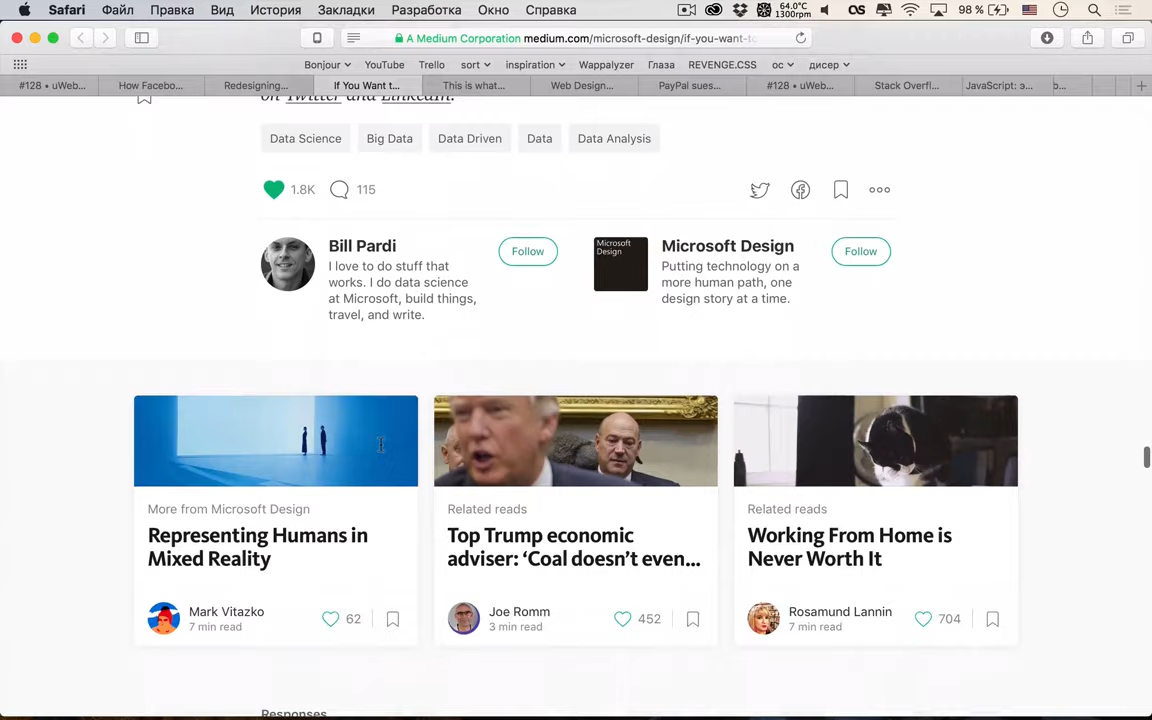 Safari Файл Правка Вид История Закладки Разработка Окно Справка 64.0°C 1300rpm 98 %
A Medium Corporation medium.com/microsoft-design/if-you-want-to
Bonjour YouTube Trello sort inspiration Wappalyzer Глаза REVENGE.CSS ос дисер
#128 • uWeb... How Facebo... Redesigning... If You Want t... This is what... Web Design... PayPal sues... #128 • uWeb... Stack Overfl... JavaScript: э... b...
on Twitter and LinkedIn.
Data Science Big Data Data Driven Data Data Analysis
1.8K 115
Bill Pardi
I love to do stuff that
works. I do data science
at Microsoft, build things,
travel, and write.
Follow
Microsoft
Design
Microsoft Design
Putting technology on a
more human path, one
design story at a time.
Follow
More from Microsoft Design
Representing Humans in
Mixed Reality
Mark Vitazko
7 min read
62
Related reads
Top Trump economic
adviser: ‘Coal doesn’t even...
Joe Romm
3 min read
452
Related reads
Working From Home is
Never Worth It
Rosamund Lannin
7 min read
704
Responses